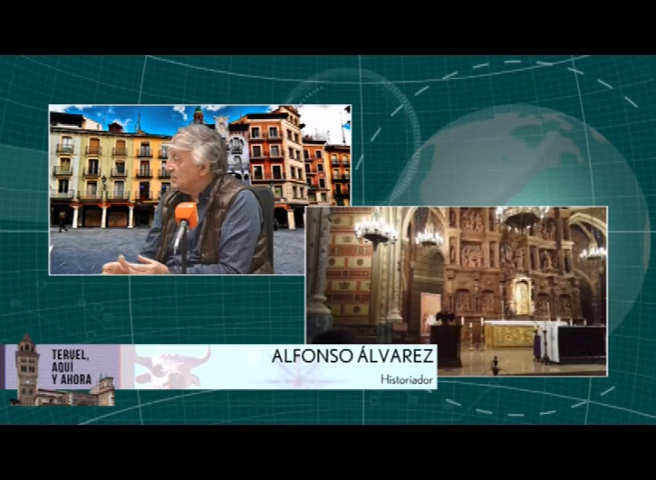 TERUEL,
AQUÍ
Y AHORA
ALFONSO ÁLVAREZ
Historiador